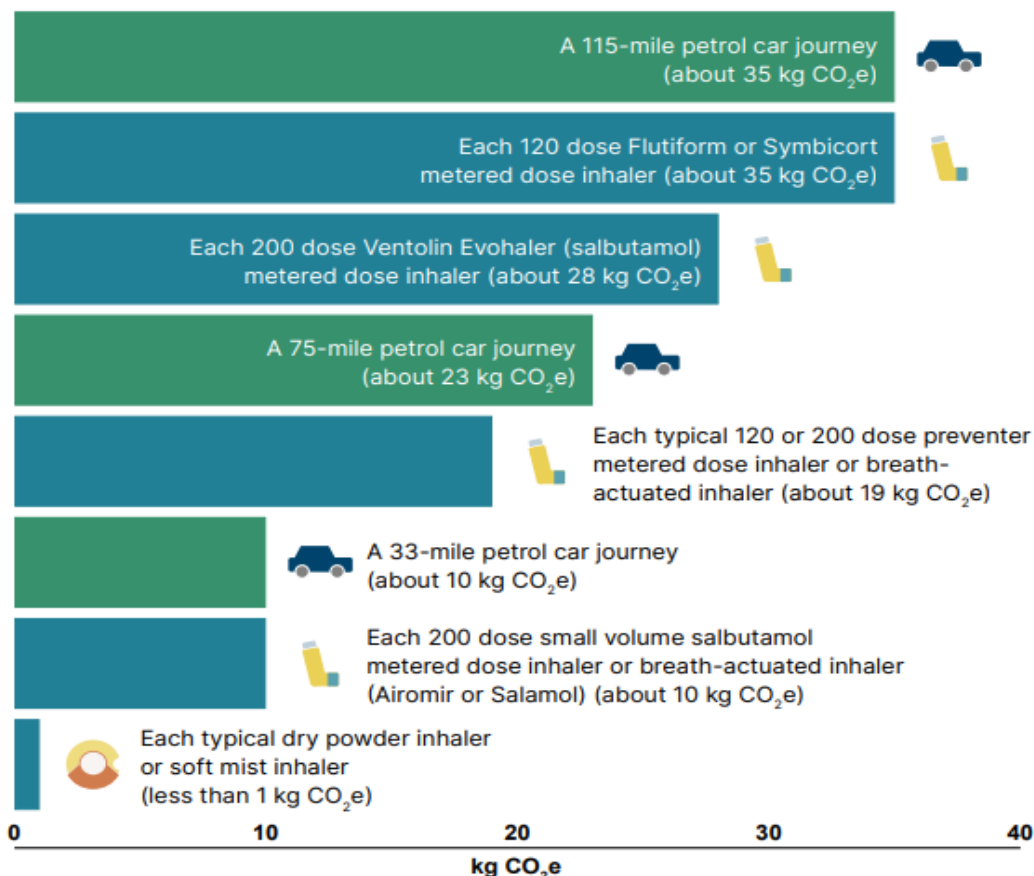 A 115-mile petrol car journey
(about 35 kg CO₂e)
Each 120 dose Flutiform or Symbicort
metered dose inhaler (about 35 kg CO₂e)
Each 200 dose Ventolin Evohaler (salbutamol)
metered dose inhaler (about 28 kg CO₂e)
A 75-mile petrol car journey
(about 23 kg CO₂e)
Each typical 120 or 200 dose preventer
metered dose inhaler or breath-
actuated inhaler (about 19 kg CO₂e)
A 33-mile petrol car journey
(about 10 kg CO₂e)
Each 200 dose small volume salbutamol
metered dose inhaler or breath-actuated inhaler
(Airomir or Salamol) (about 10 kg CO₂e)
Each typical dry powder inhaler
or soft mist inhaler
(less than 1 kg CO₂e)
0 10 20 30 40
kg CO₂e